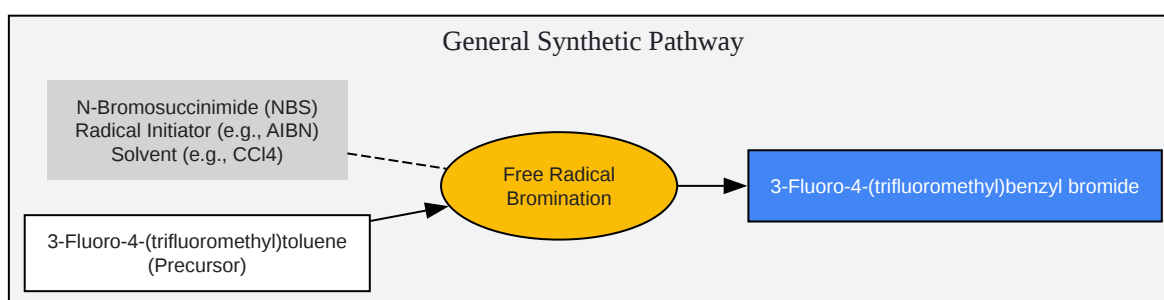 General Synthetic Pathway
N-Bromosuccinimide (NBS)
Radical Initiator (e.g., AIBN)
Solvent (e.g., CCl4)
Free Radical
Bromination
3-Fluoro-4-(trifluoromethyl)benzyl bromide
3-Fluoro-4-(trifluoromethyl)toluene
(Precursor)